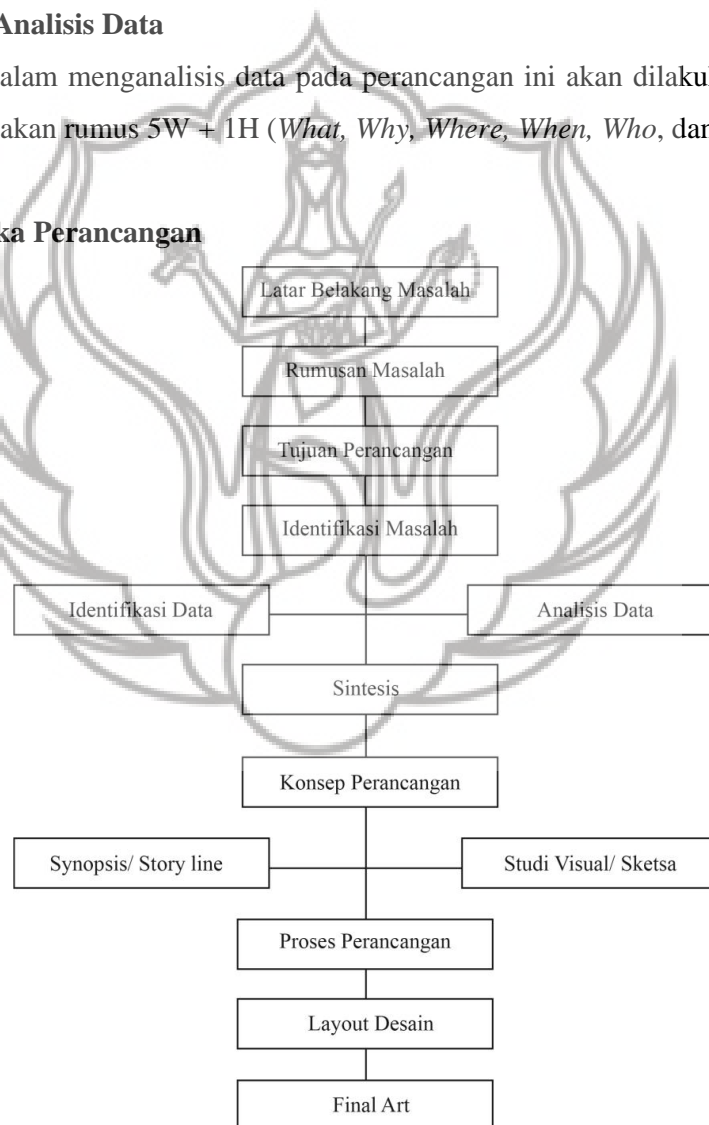 Analisis Data
alam menganalisis data pada perancangan ini akan dilaku
akan rumus 5W + 1H (What, Why, Where, When, Who, dan
ka Perancangan
Latar Belakang Masalah
Rumusan Masalah
Tujuan Perancangan
Identifikasi Masalah
Identifikasi Data
Analisis Data
Sintesis
Konsep Perancangan
Synopsis/ Story line
Studi Visual/ Sketsa
Proses Perancangan
Layout Desain
Final Art